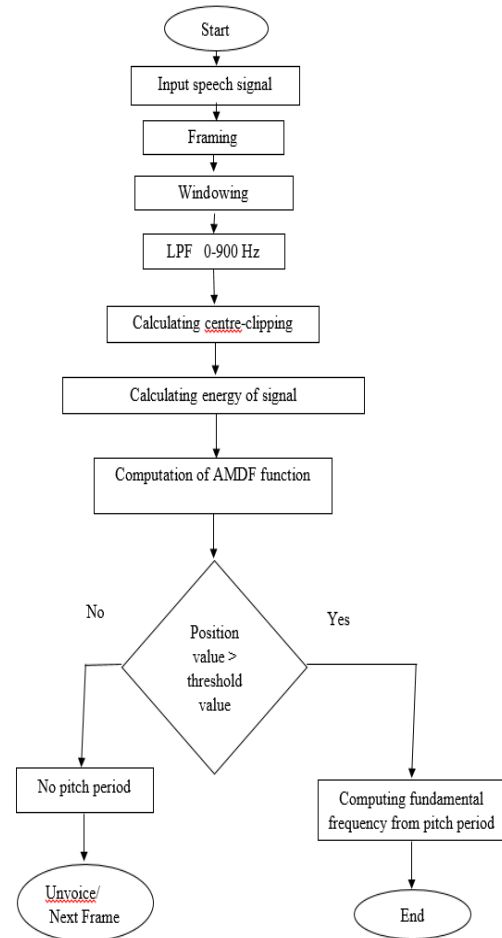 Start
Input speech signal
Framing
Windowing
LPF 0-900 Hz
Calculating centre-clipping
Calculating energy of signal
Computation of AMDF function
No
Yes
Position
value >
threshold
value
No pitch period
Computing fundamental
frequency from pitch period
Unvoice/
Next Frame
End